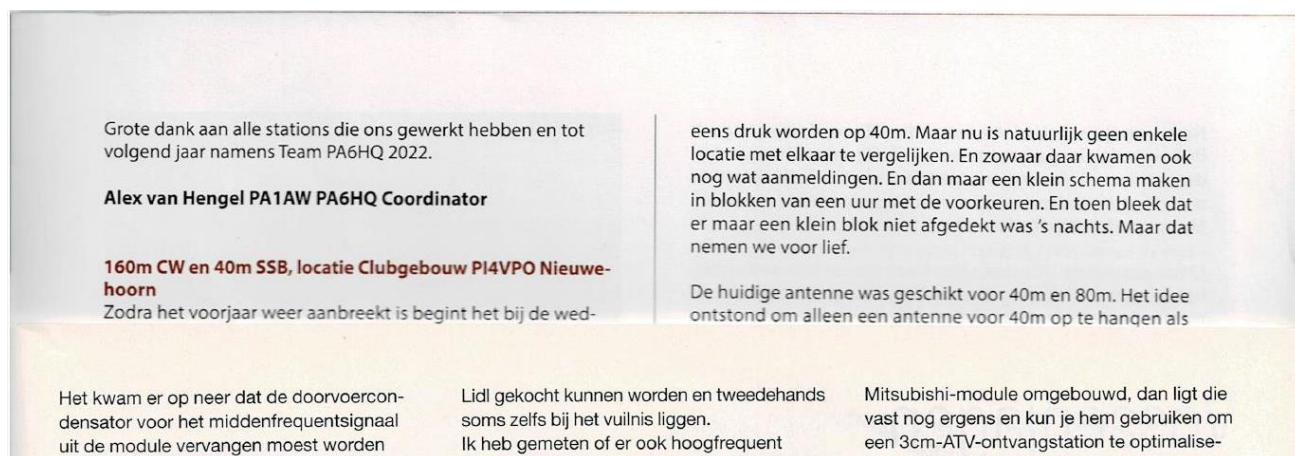 Grote dank aan alle stations die ons gewerkt hebben en tot
volgend jaar namens Team PA6HQ 2022.
Alex van Hengel PA1AW PA6HQ Coordinator
160m CW en 40m SSB, locatie Clubgebouw PI4VPO Nieuwe-
hoorn
Zodra het voorjaar weer aanbreekt is begint het bij de wed-
eens druk worden op 40m. Maar nu is natuurlijk geen enkele
locatie met elkaar te vergelijken. En zowaar daar kwamen ook
nog wat aanmeldingen. En dan maar een klein schema maken
in blokken van een uur met de voorkeuren. En toen bleek dat
er maar een klein blok niet afgedekt was 's nachts. Maar dat
nemen we voor lief.
De huidige antenne was geschikt voor 40m en 80m. Het idee
ontstond om alleen een antenne voor 40m op te hangen als
Het kwam er op neer dat de doorvoercon-
densator voor het middenfrequentsignaal
uit de module vervangen moest worden
Lidl gekocht kunnen worden en tweedehands
soms zelfs bij het vuilnis liggen.
Ik heb gemeten of er ook hoogfrequent
Mitsubishi-module omgebouwd, dan ligt die
vast nog ergens en kun je hem gebruiken om
een 3cm-ATV-ontvangstation te optimalise-